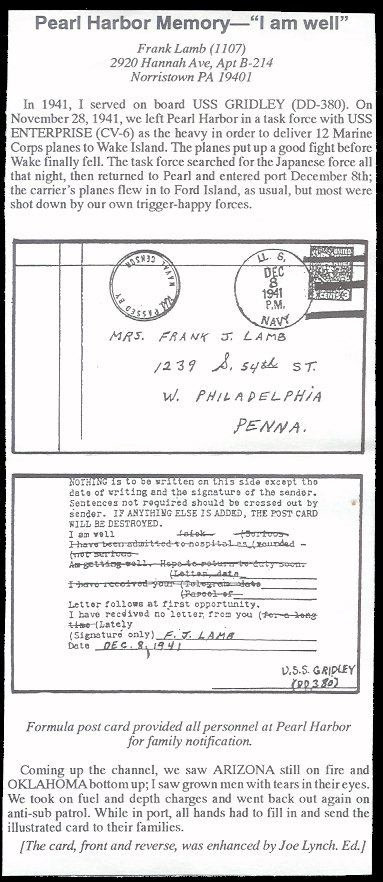 Pearl Harbor Memory—“I am well”
Frank Lamb (1107)
2920 Hannah Ave, Apt B-214
Norristown PA 19401
In 1941, I served on board USS GRIDLEY (DD-380). On
November 28, 1941, we left Pearl Harbor in a task force with USS
ENTERPRISE (CV-6) as the heavy in order to deliver 12 Marine
Corps planes to Wake Island. The planes put up a good fight before
Wake finally fell. The task force searched for the Japanese force all
that night, then returned to Pearl and entered port December 8th;
the carrier's planes flew in to Ford Island, as usual, but most were
shot down by our own trigger-happy forces.
PASSED BY
NAVAL CENSOR
U. S.
DEC
8
1941
P.M.
NAVY
MRS. FRANK J. LAMB
1239 S. 54th ST.
W. PHILADELPHIA
PENNA.
NOTHING is to be written on this side except the
date of writing and the signature of the sender.
Sentences not required should be crossed out by
sender. IF ANYTHING ELSE IS ADDED, THE POST CARD
WILL BE DESTROYED.
I am well (sick (Serious
I have been admitted to hospital as (wounded -
(not serious
Am getting well. Hope to return to duty soon.
(Letter, date
I have received your (Telegram date
(Parcel of
Letter follows at first opportunity.
I have received no letter from you (for a long
time (Lately
(Signature only) F. J. LAMB
Date DEC. 8, 1941
U.S.S. GRIDLEY
(DD380)
Formula post card provided all personnel at Pearl Harbor
for family notification.
Coming up the channel, we saw ARIZONA still on fire and
OKLAHOMA bottom up; I saw grown men with tears in their eyes.
We took on fuel and depth charges and went back out again on
anti-sub patrol. While in port, all hands had to fill in and send the
illustrated card to their families.
[The card, front and reverse, was enhanced by Joe Lynch. Ed.]